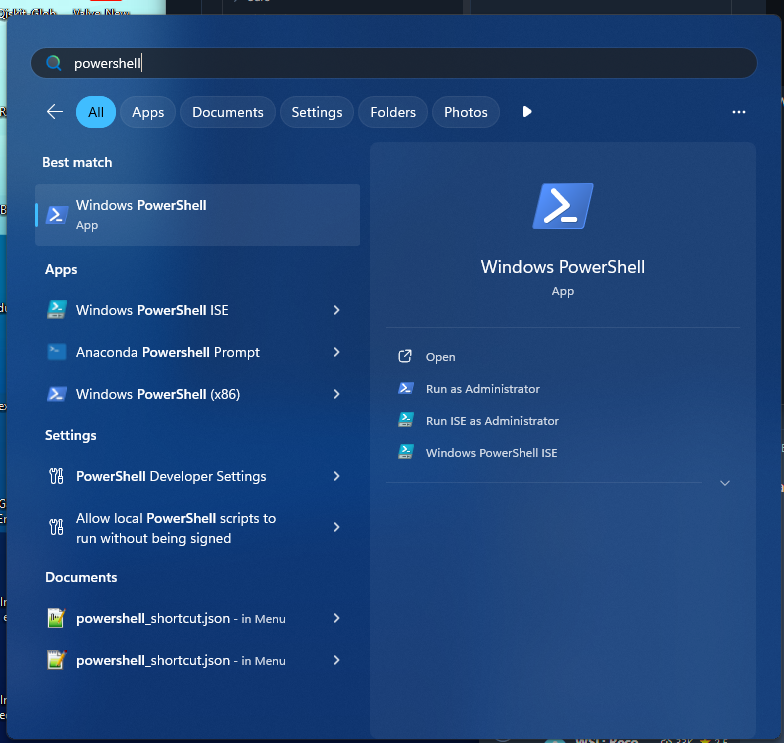 powershell
All
Apps
Documents
Settings
Folders
Photos
Best match
Windows PowerShell
App
Apps
Windows PowerShell ISE
Anaconda Powershell Prompt
Windows PowerShell (x86)
Settings
PowerShell Developer Settings
Allow local PowerShell scripts to
run without being signed
Documents
powershell_shortcut.json - in Menu
powershell_shortcut.json - in Menu
Windows PowerShell
App
Open
Run as Administrator
Run ISE as Administrator
Windows PowerShell ISE